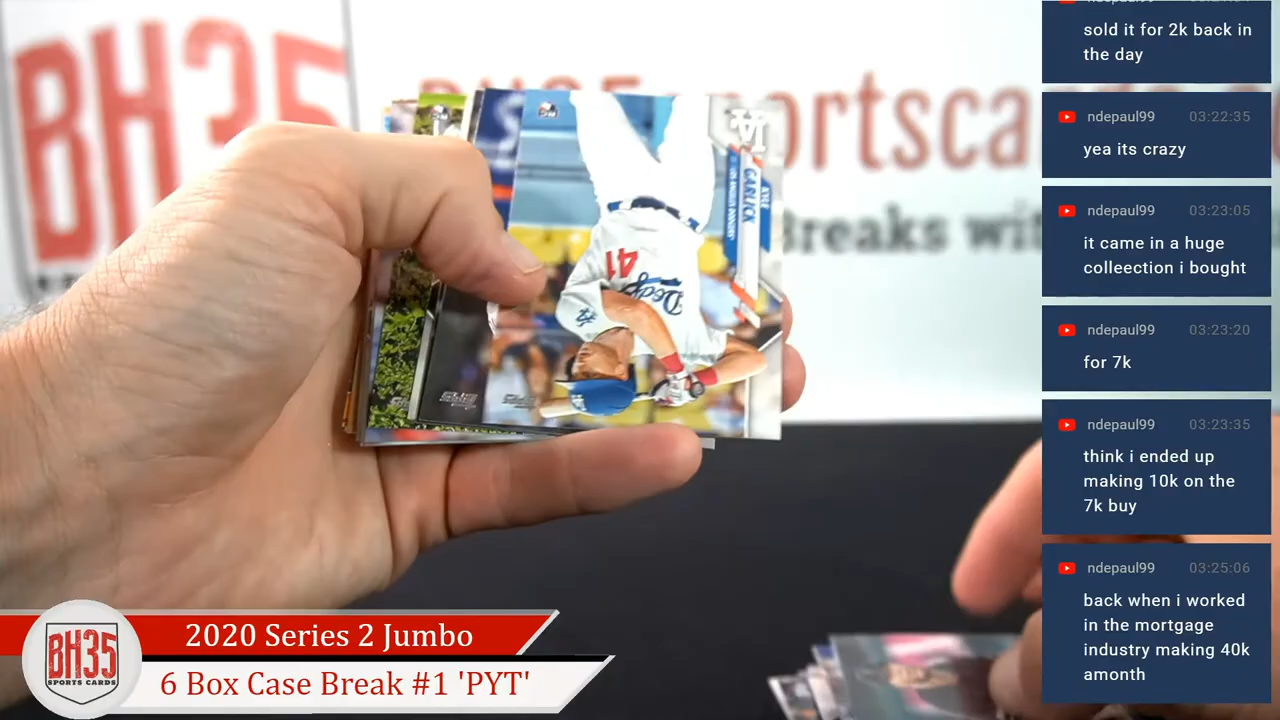 BH35
BH35sportscards
Breaks wi
KYLE
GARLICK
LOS ANGELES DODGERS
LA
41
Dodg
sold it for 2k back in
the day
ndepaul99 03:22:35
yea its crazy
ndepaul99 03:23:05
it came in a huge
colleection i bought
ndepaul99 03:23:20
for 7k
ndepaul99 03:23:35
think i ended up
making 10k on the
7k buy
ndepaul99 03:25:06
back when i worked
in the mortgage
industry making 40k
amonth
BH35
SPORTS CARDS
2020 Series 2 Jumbo
6 Box Case Break #1 'PYT'